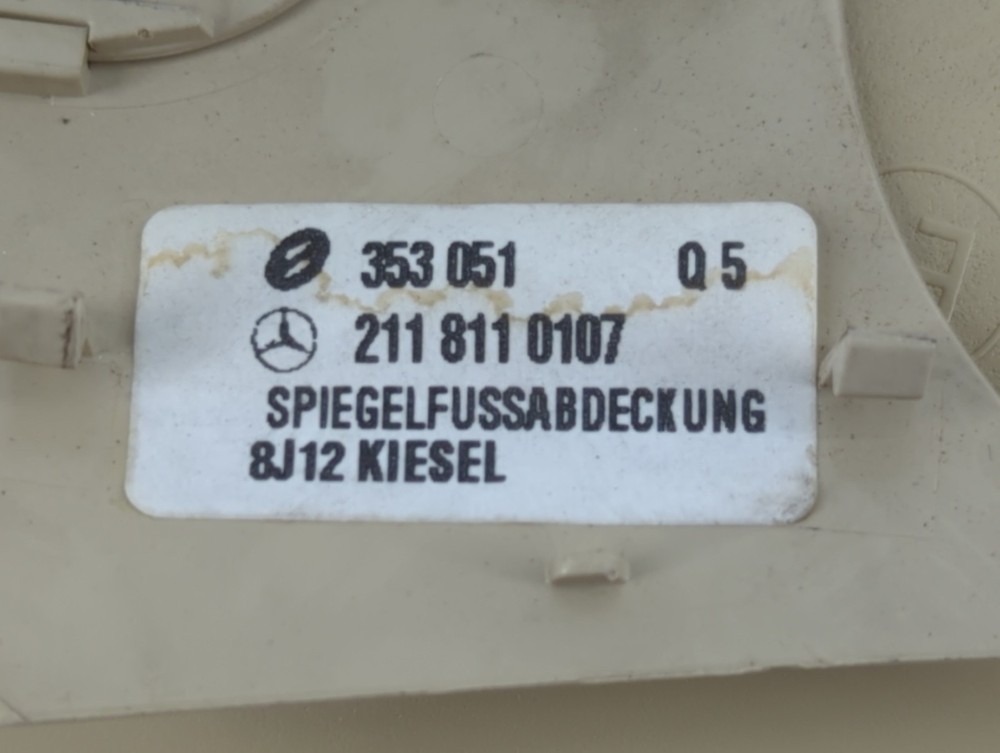 353 051 Q 5
211 811 0107
SPIEGELFUSSABDECKUNG
8J12 KIESEL